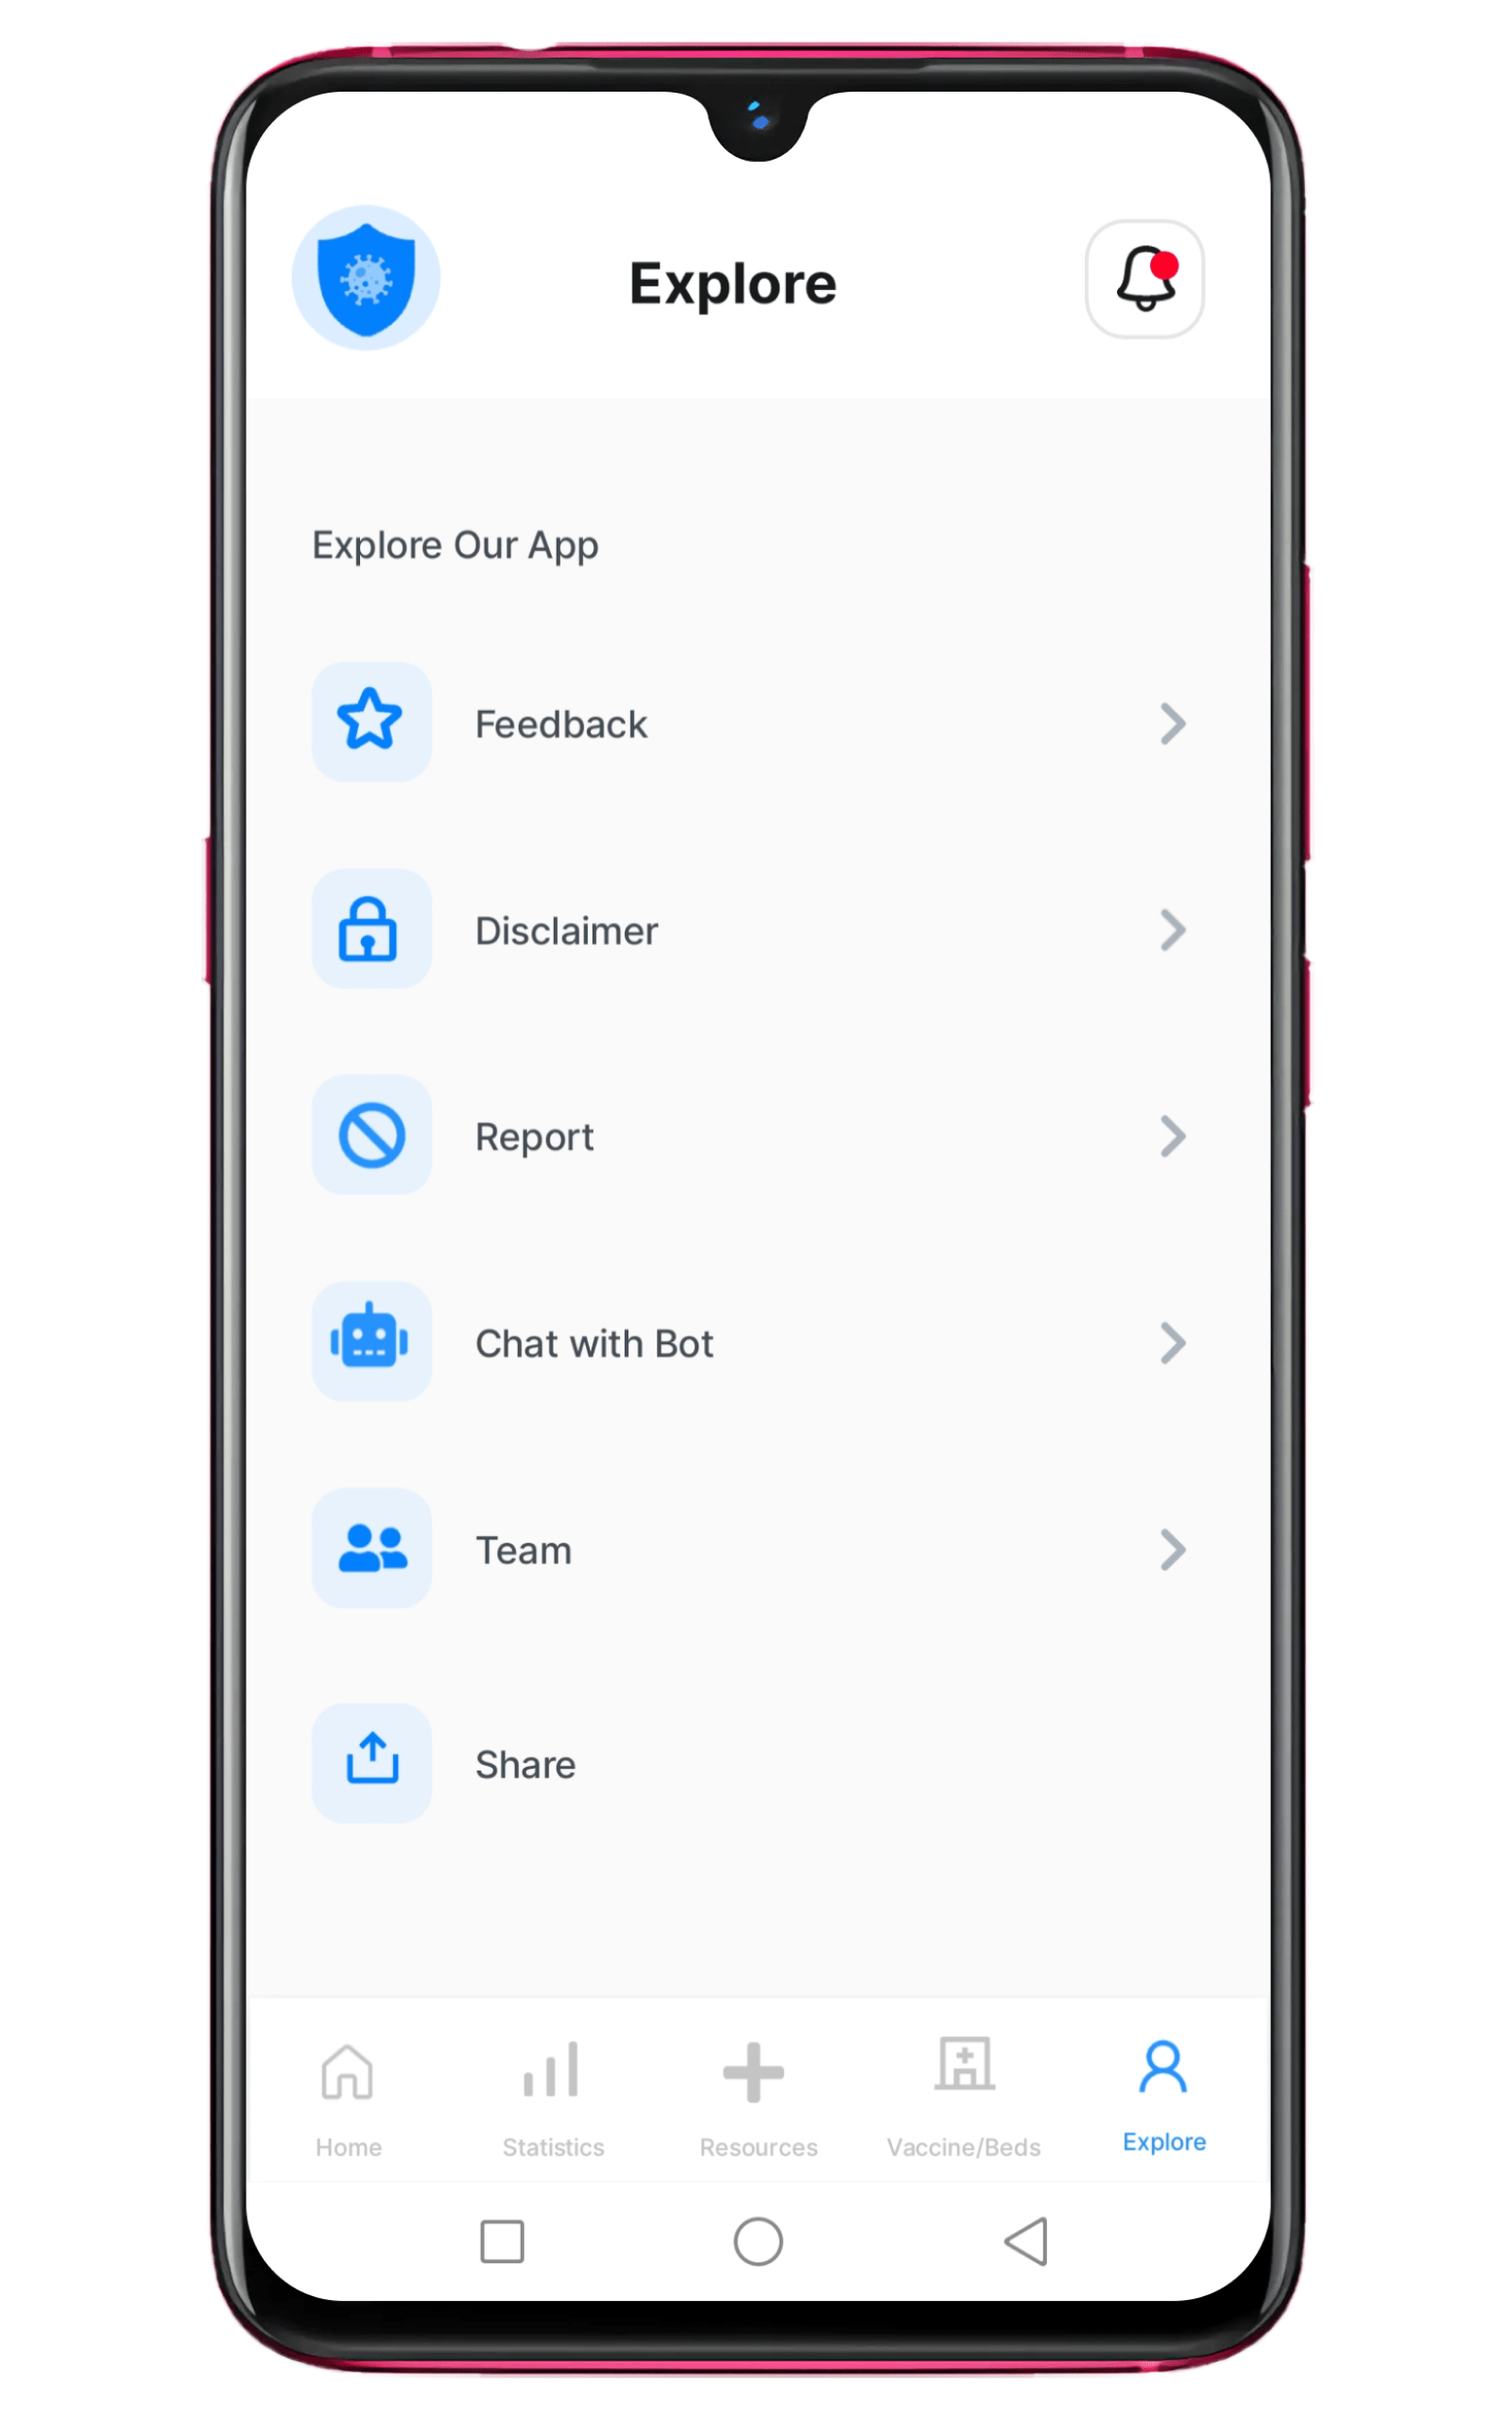 Explore
Explore Our App
Feedback
Disclaimer
Report
Chat with Bot
Team
Share
Home
Statistics
Resources
Vaccine/Beds
Explore